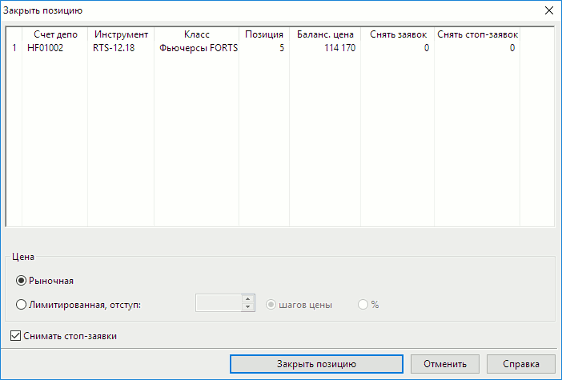 Закрыть позицию
Счет депо Инструмент Класс Позиция Баланс. цена Снять заявок Снять стоп-заявок
1 HF01002 RTS-12.18 Фьючерсы FORTS 5 114 170 0 0
Цена
Рыночная
Лимитированная, отступ: шагов цены %
Снимать стоп-заявки
Закрыть позицию Отменить Справка